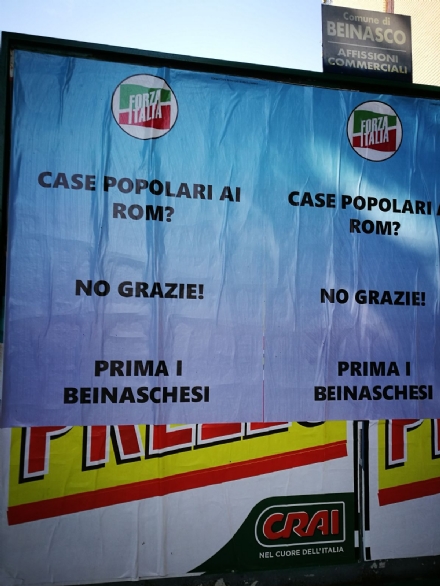 Comune di
BEINASCO
AFFISSIONI
COMMERCIALI
FORZA
ITALIA
CASE POPOLARI AI
ROM?
NO GRAZIE!
PRIMA I
BEINASCHESI
FORZA
ITALIA
CASE POPOLARI A
ROM?
NO GRAZIE!
PRIMA I
BEINASCHESI
CRAI
NEL CUORE DELL'ITALIA